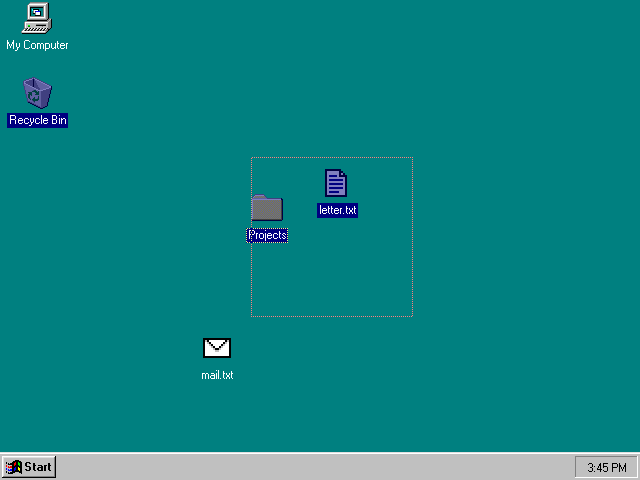 My Computer
Recycle Bin
letter.txt
Projects
mail.txt
Start
3:45 PM